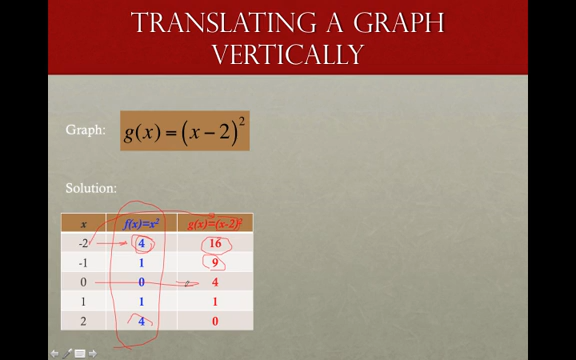 TRANSLATING A GRAPH
VERTICALLY
Graph: g(x) = (x − 2)²
Solution:
x f(x)=x² g(x)=(x-2)²
-2 4 16
-1 1 9
0 0 4
1 1 1
2 4 0